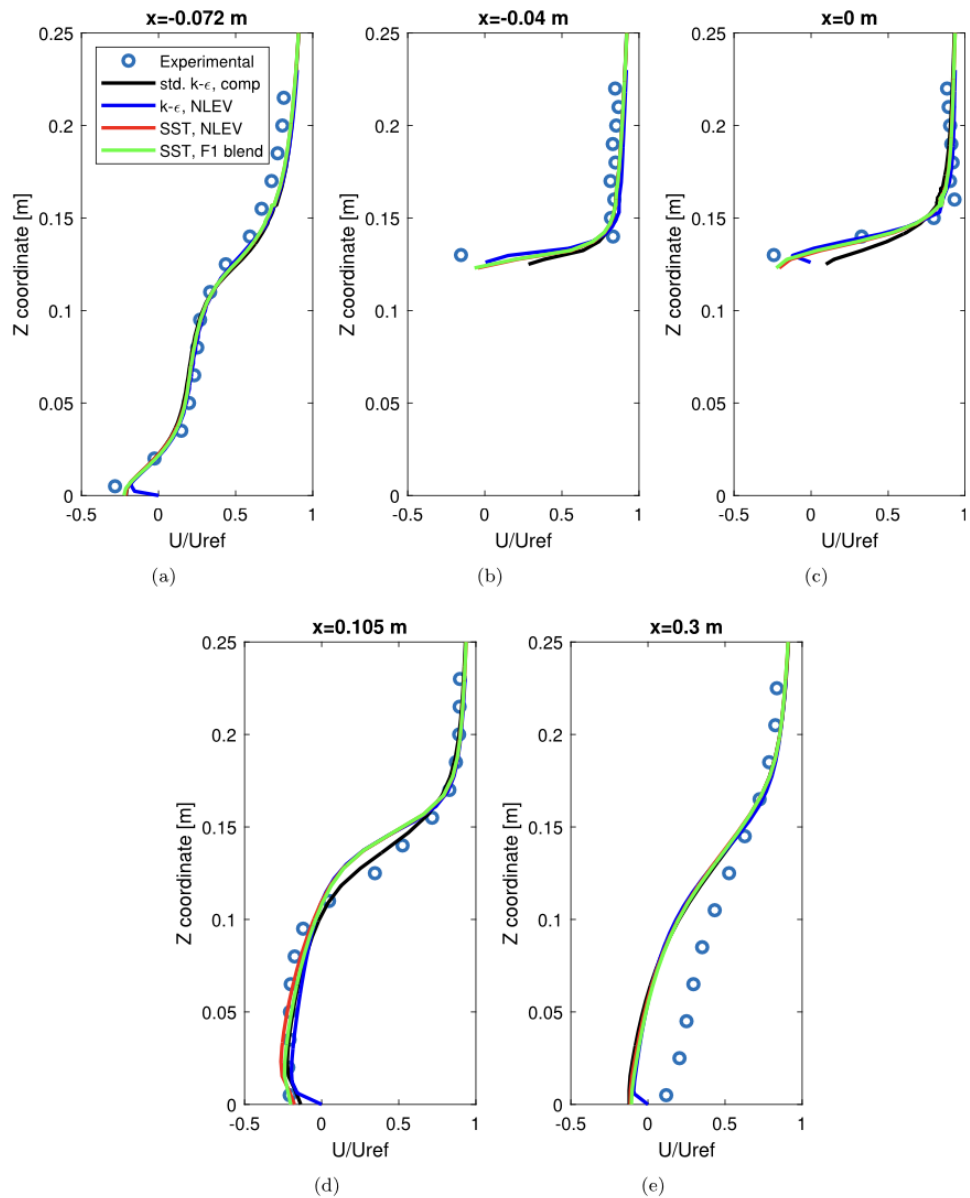 x=-0.072 m
x=-0.04 m
x=0 m
0.25
0.2
0.15
0.1
0.05
0
Z coordinate [m]
Experimental
std. k-ϵ, comp
k-ϵ, NLEV
SST, NLEV
SST, F1 blend
-0.5
0
0.5
1
U/Uref
(a)
0.25
0.2
0.15
0.1
0.05
0
Z coordinate [m]
-0.5
0
0.5
1
U/Uref
(b)
0.25
0.2
0.15
0.1
0.05
0
Z coordinate [m]
-0.5
0
0.5
1
U/Uref
(c)
x=0.105 m
0.25
0.2
0.15
0.1
0.05
0
Z coordinate [m]
-0.5
0
0.5
1
U/Uref
(d)
x=0.3 m
0.25
0.2
0.15
0.1
0.05
0
Z coordinate [m]
-0.5
0
0.5
1
U/Uref
(e)